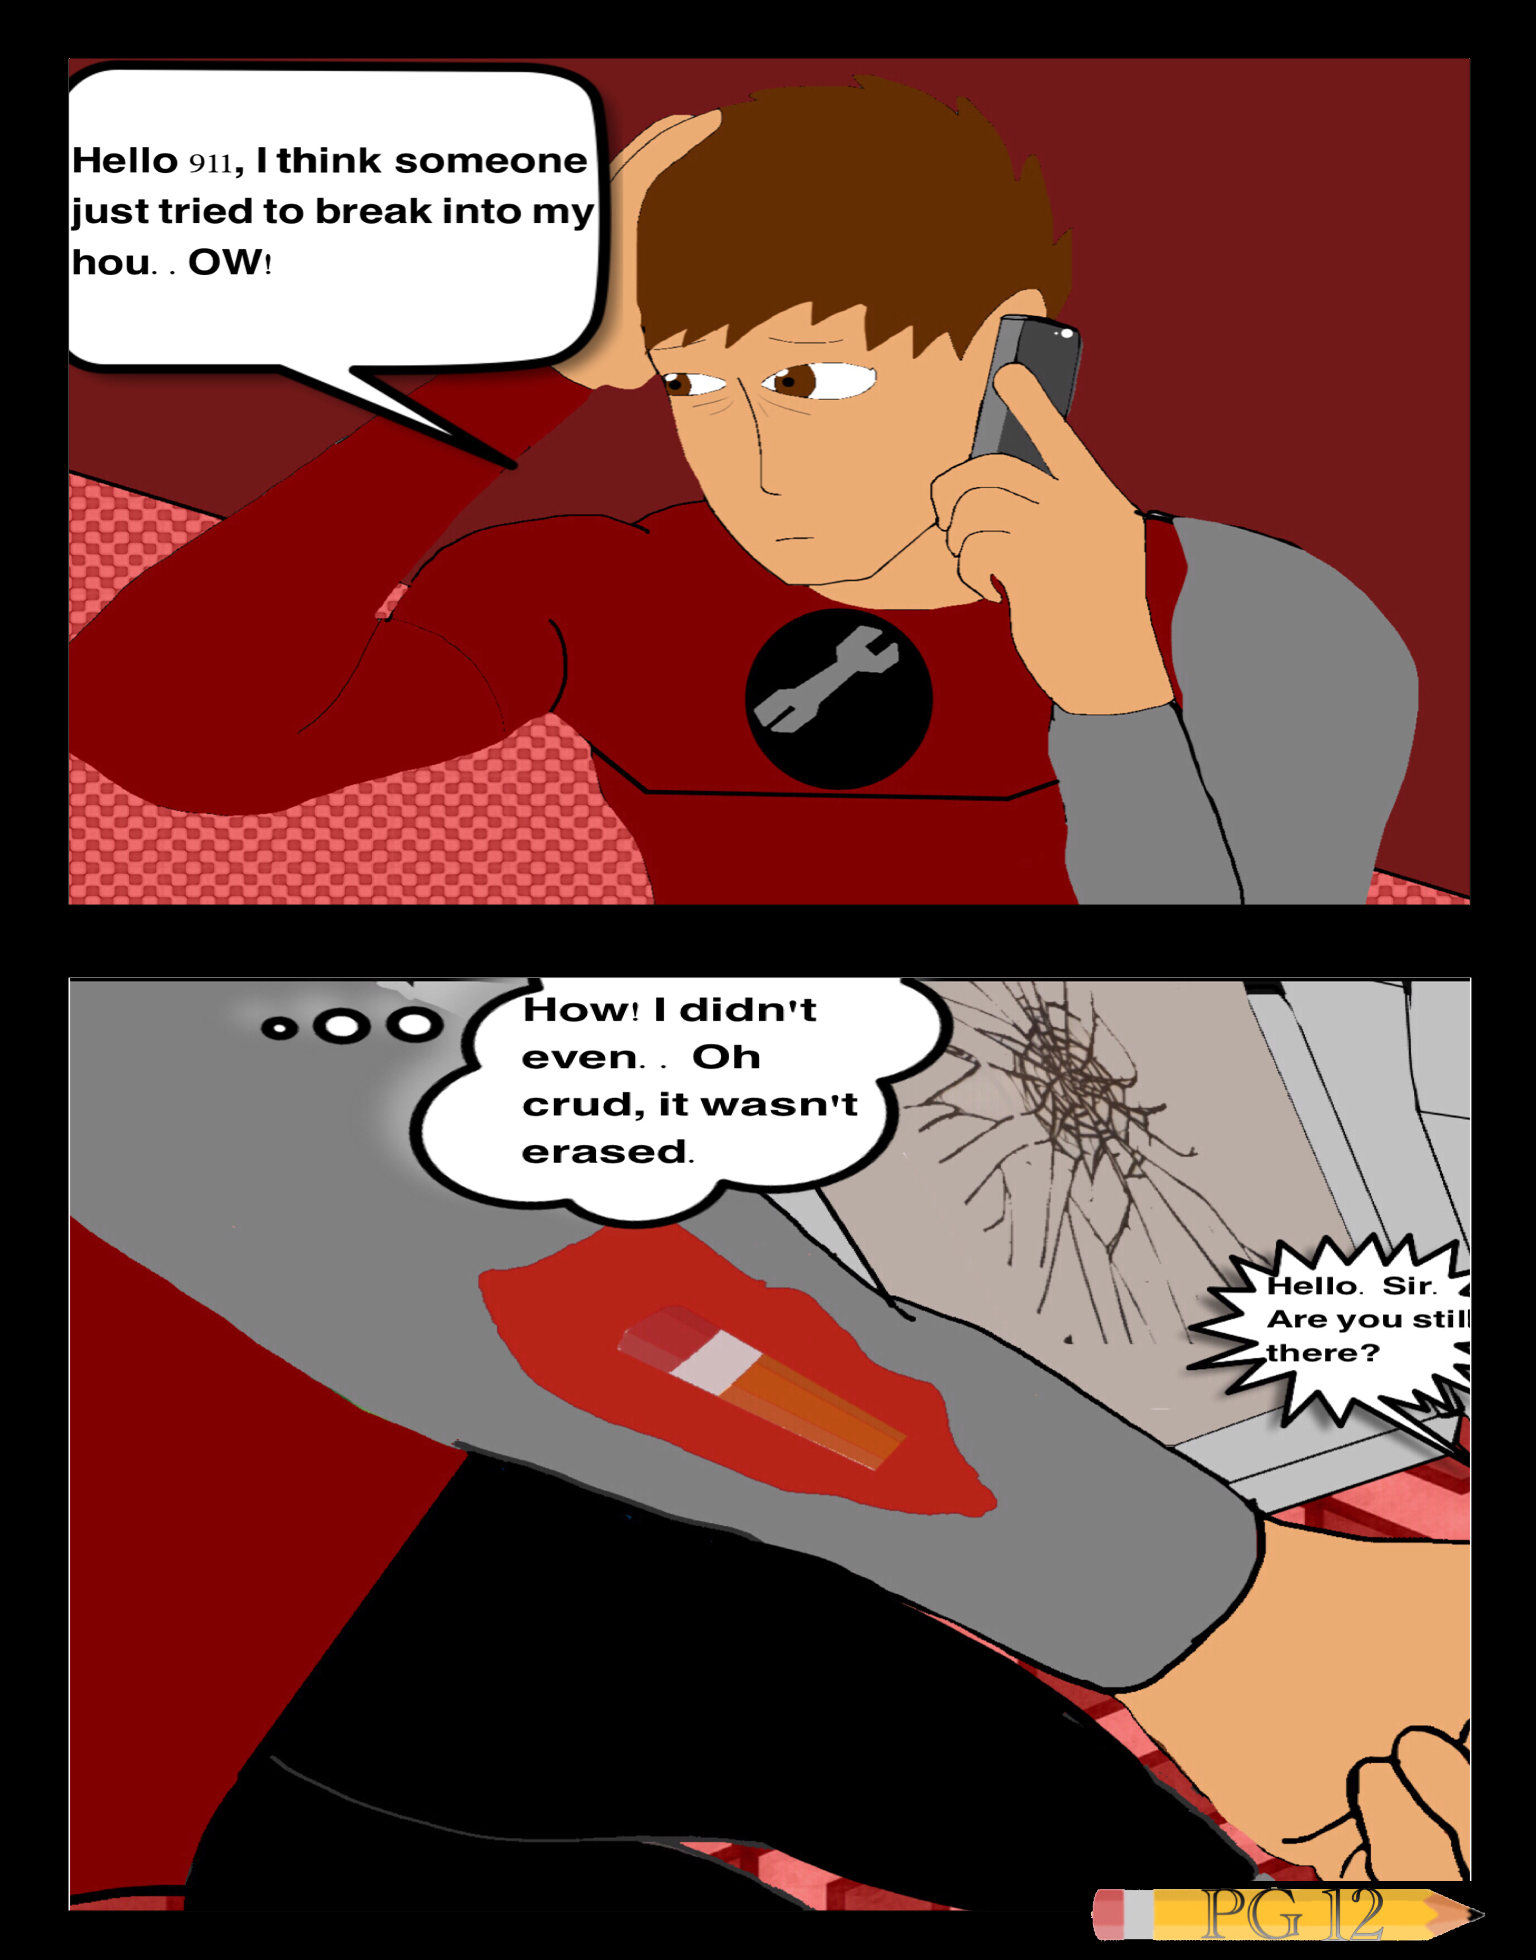 Hello 911, I think someone
just tried to break into my
hou. . OW!
How! I didn't
even. . Oh
crud, it wasn't
erased.
Hello. Sir.
Are you still
there?
PG 12